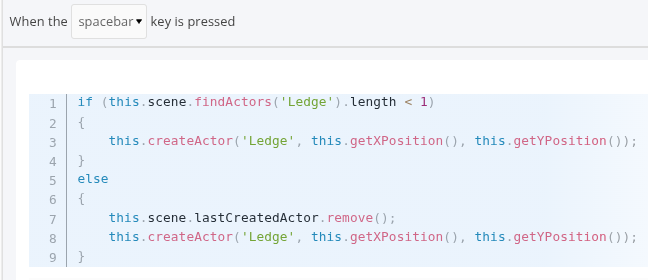 When the spacebar key is pressed
1 if (this.scene.findActors('Ledge').length < 1)
2 {
3     this.createActor('Ledge', this.getXPosition(), this.getYPosition());
4 }
5 else
6 {
7     this.scene.lastCreatedActor.remove();
8     this.createActor('Ledge', this.getXPosition(), this.getYPosition());
9 }